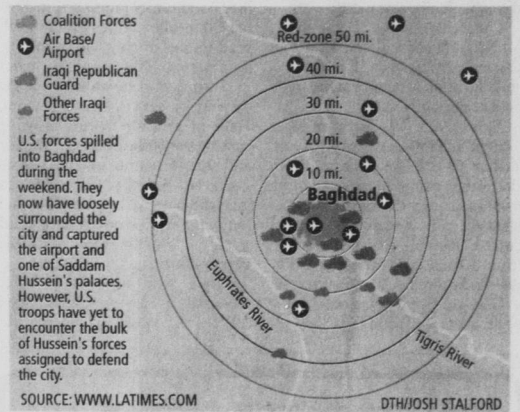 Coalition Forces
Air Base/
Airport
Iraqi Republican
Guard
Other Iraqi
Forces
U.S. forces spilled
into Baghdad
during the
weekend. They
now have loosely
surrounded the
city and captured
the airport and
one of Saddam
Hussein's palaces.
However, U.S.
troops have yet to
encounter the bulk
of Hussein's forces
assigned to defend
the city.
Red-zone 50 mi.
40 mi.
30 mi.
20 mi.
10 mi.
Baghdad
Euphrates River
Tigris River
SOURCE: WWW.LATIMES.COM
DTH/JOSH STALFORD